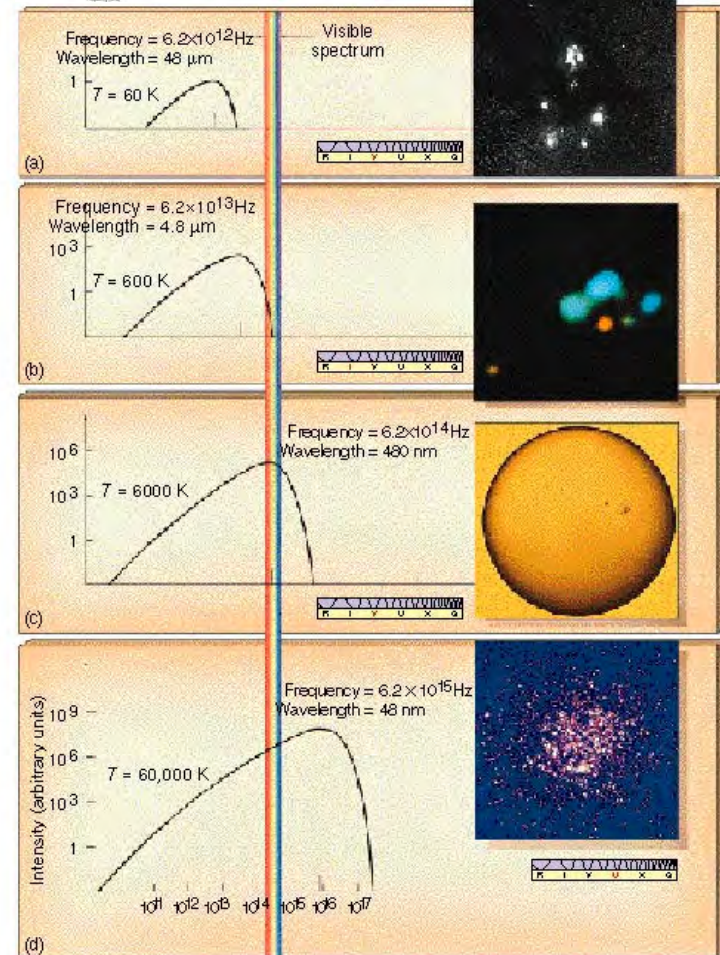 Frequency = 6.2×10¹²Hz
Wavelength = 48 μm
Visible
spectrum
1
T = 60 K
R I V U X G
(a)
Frequency = 6.2×10¹³Hz
Wavelength = 4.8 μm
10³
T = 600 K
1
R I V U X G
(b)
Frequency = 6.2×10¹⁴Hz
Wavelength = 480 nm
10⁶
T = 6000 K
10³
1
R I V U X G
(c)
Frequency = 6.2×10¹⁵Hz
Wavelength = 48 nm
Intensity (arbitrary units)
10⁹
10⁶
T = 60,000 K
10³
1
R I V U X G
10¹¹ 10¹² 10¹³ 10¹⁴ 10¹⁵ 10¹⁶ 10¹⁷
(d)